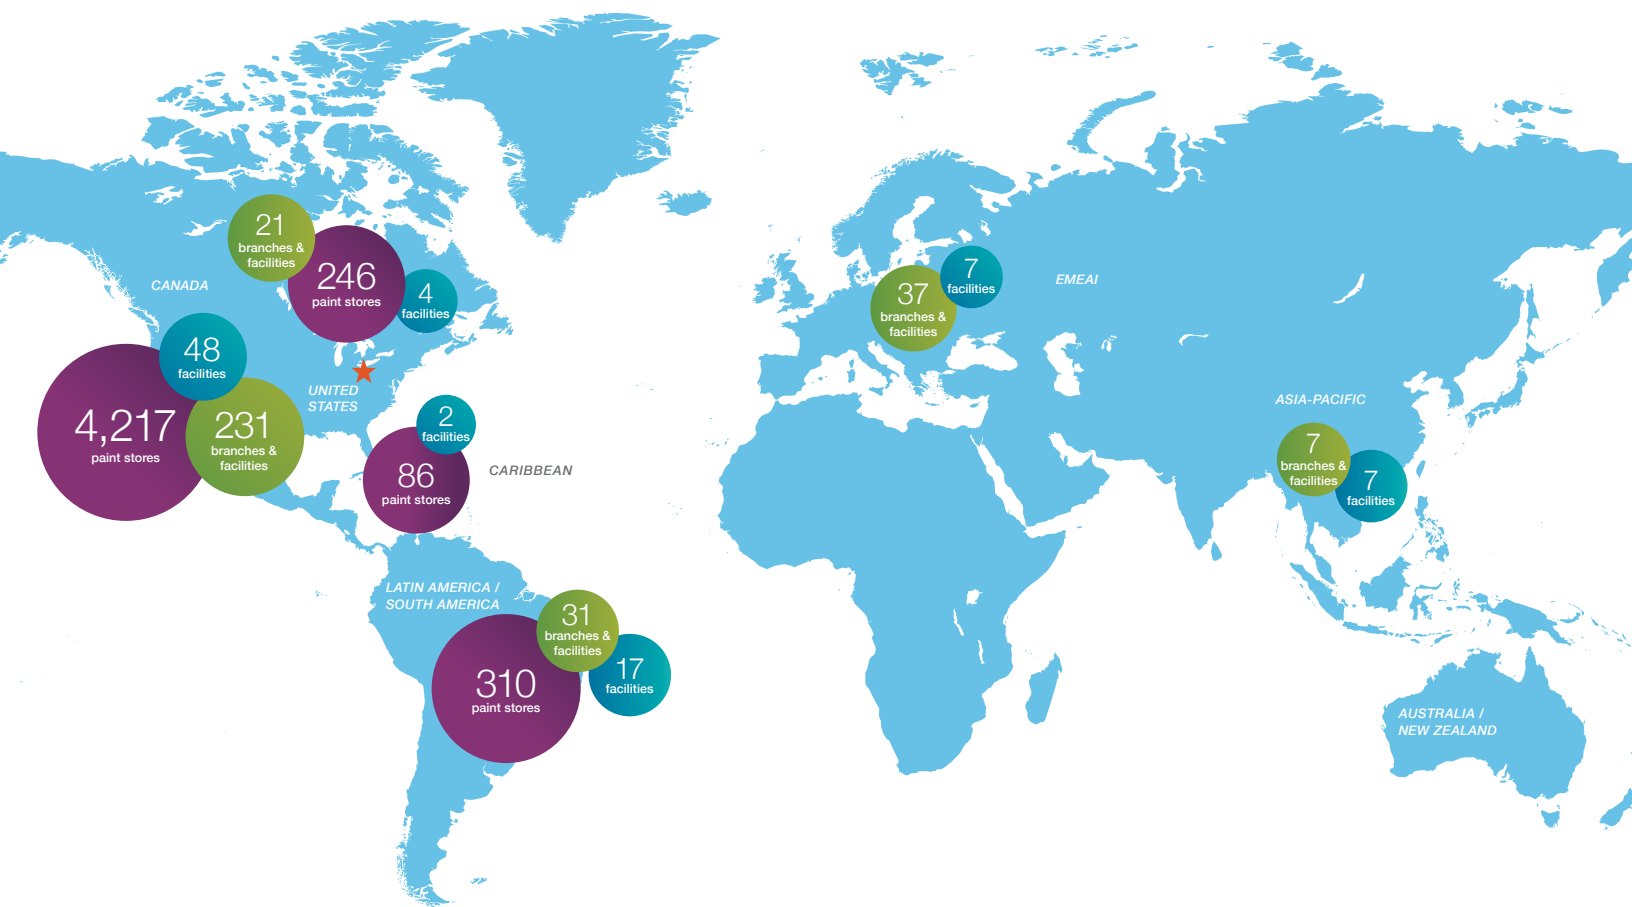 21
branches &
facilities
246
paint stores
4
facilities
CANADA
48
facilities
4,217
paint stores
231
branches &
facilities
UNITED
STATES
2
facilities
86
paint stores
CARIBBEAN
LATIN AMERICA /
SOUTH AMERICA
31
branches &
facilities
310
paint stores
17
facilities
37
branches &
facilities
7
facilities
EMEAI
ASIA-PACIFIC
7
branches &
facilities
7
facilities
AUSTRALIA /
NEW ZEALAND